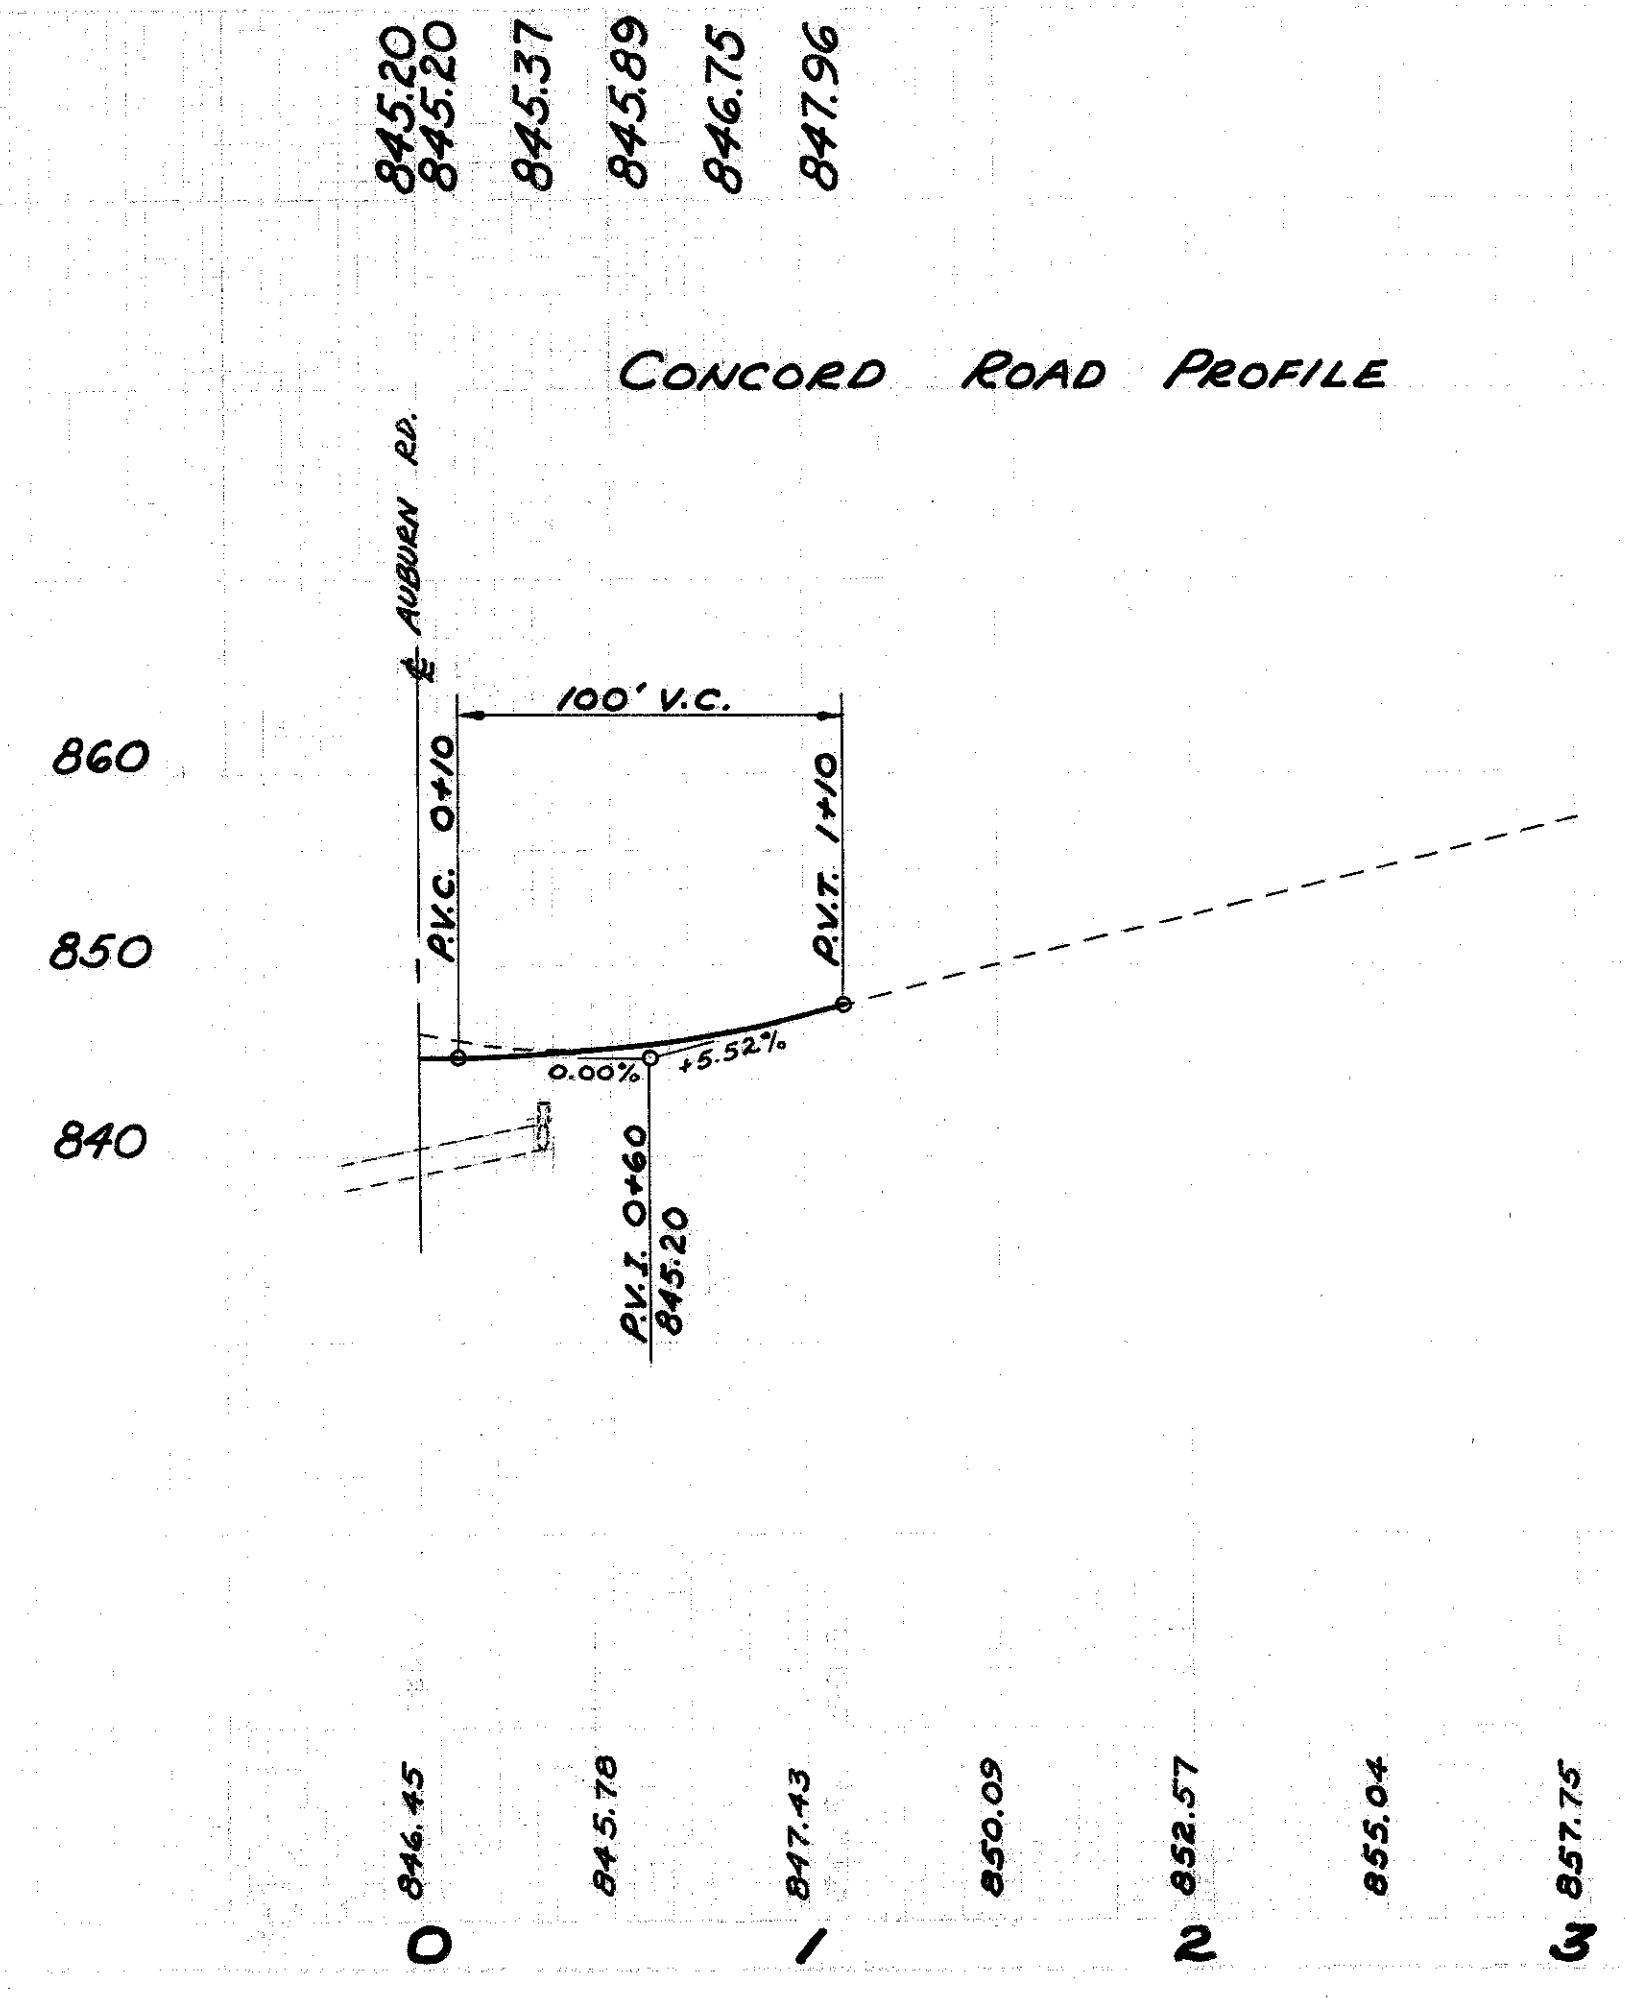 845.20
845.20
845.37
845.89
846.75
847.96
CONCORD ROAD PROFILE
℄ AUBURN RD.
100' V.C.
860
P.V.C. 0+10
P.V.T. 1+10
850
0.00%
+5.52%
840
P.V.I. 0+60
845.20
846.45
845.78
847.43
850.09
852.57
855.04
857.75
0 1 2 3